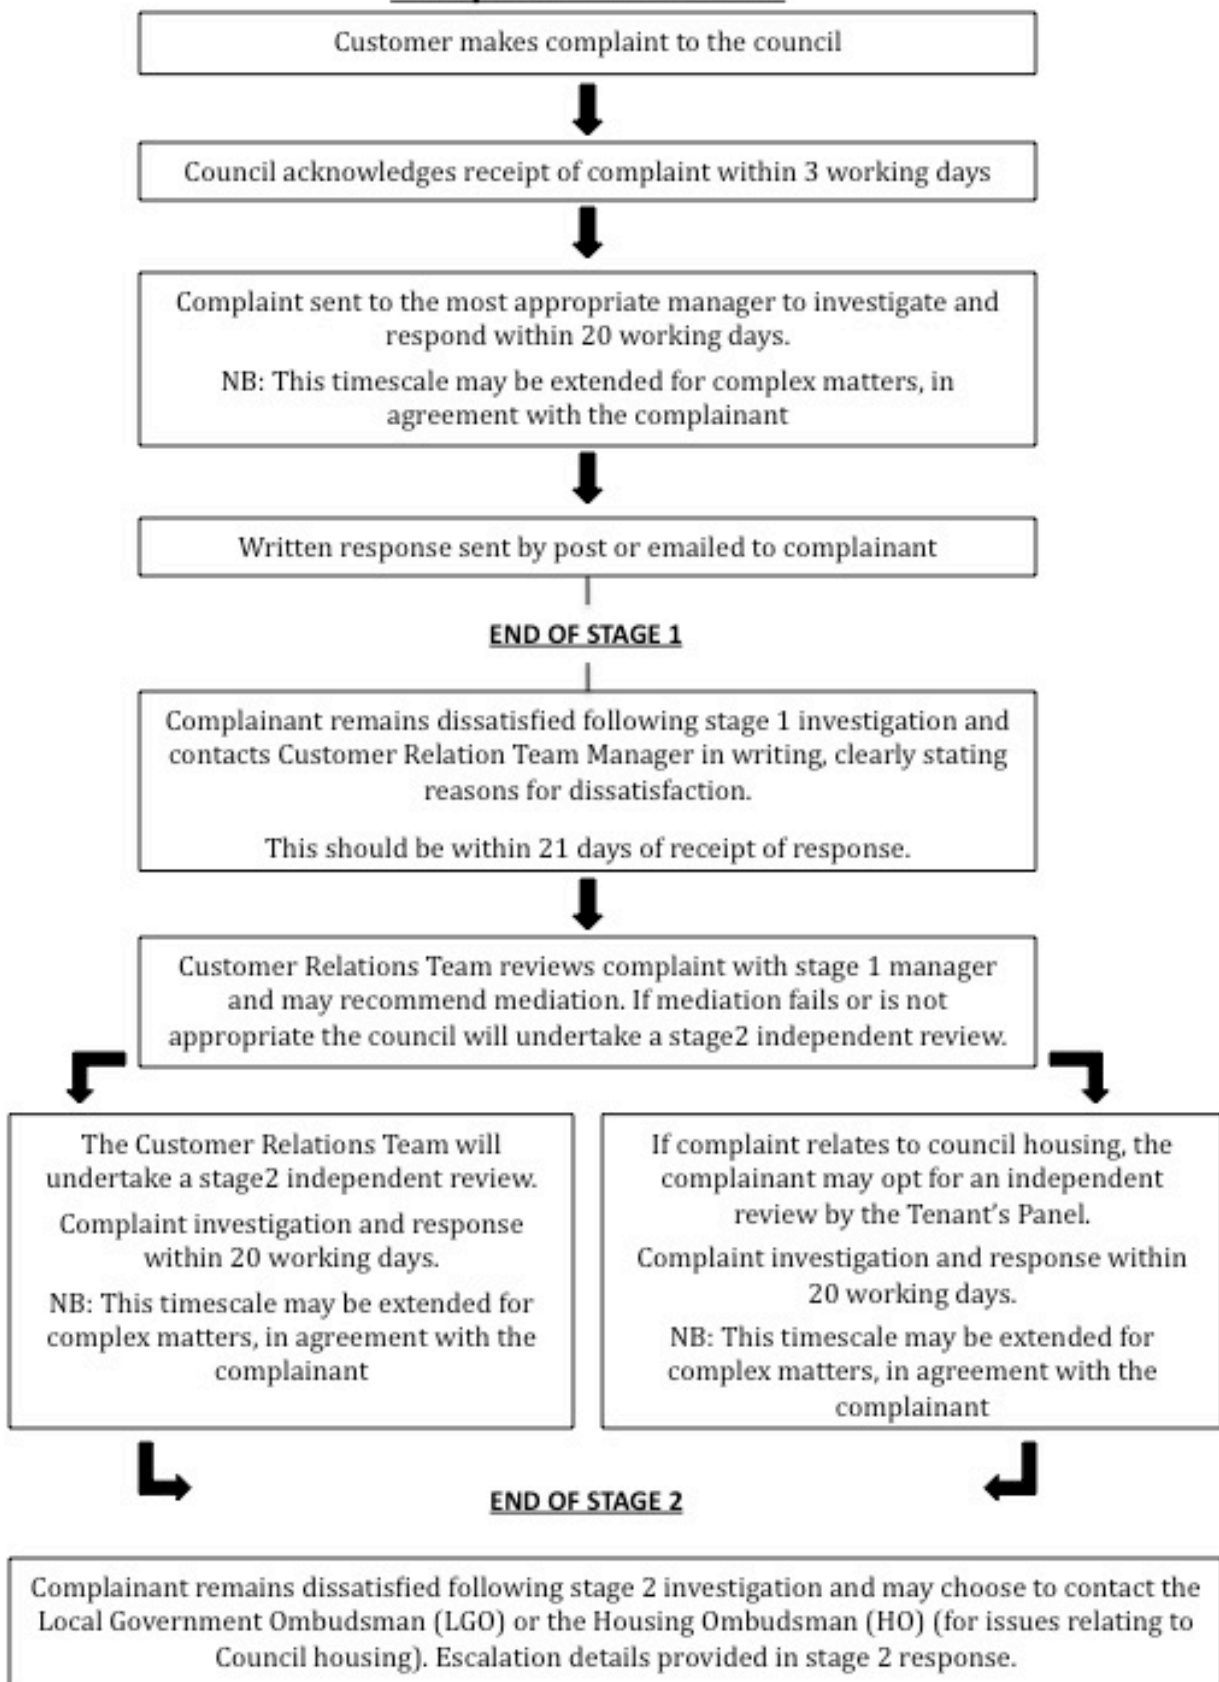 Customer makes complaint to the council
Council acknowledges receipt of complaint within 3 working days
Complaint sent to the most appropriate manager to investigate and
respond within 20 working days.
NB: This timescale may be extended for complex matters, in
agreement with the complainant
Written response sent by post or emailed to complainant
END OF STAGE 1
Complainant remains dissatisfied following stage 1 investigation and
contacts Customer Relation Team Manager in writing, clearly stating
reasons for dissatisfaction.
This should be within 21 days of receipt of response.
Customer Relations Team reviews complaint with stage 1 manager
and may recommend mediation. If mediation fails or is not
appropriate the council will undertake a stage2 independent review.
The Customer Relations Team will
undertake a stage2 independent review.
Complaint investigation and response
within 20 working days.
NB: This timescale may be extended for
complex matters, in agreement with the
complainant
If complaint relates to council housing, the
complainant may opt for an independent
review by the Tenant's Panel.
Complaint investigation and response within
20 working days.
NB: This timescale may be extended for
complex matters, in agreement with the
complainant
END OF STAGE 2
Complainant remains dissatisfied following stage 2 investigation and may choose to contact the
Local Government Ombudsman (LGO) or the Housing Ombudsman (HO) (for issues relating to
Council housing). Escalation details provided in stage 2 response.